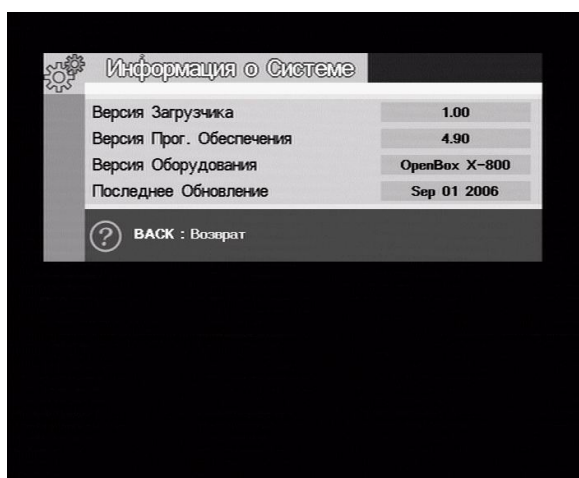 Информация о Системе
Версия Загрузчика 1.00
Версия Прог. Обеспечения 4.90
Версия Оборудования OpenBox X-800
Последнее Обновление Sep 01 2006
? BACK : Возврат